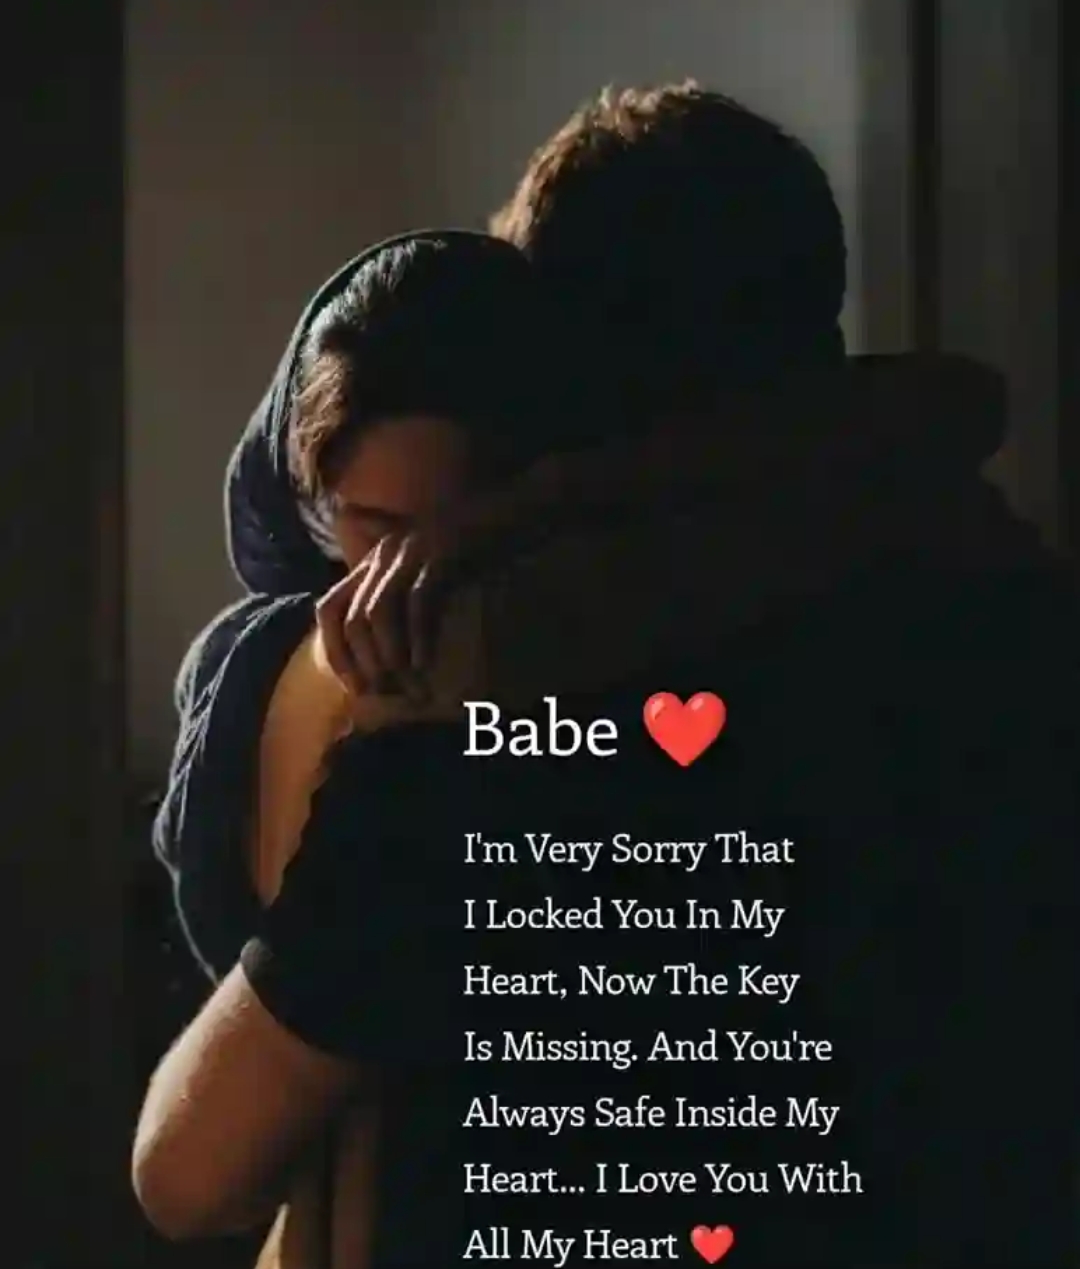 Babe ❤️
I'm Very Sorry That
I Locked You In My
Heart, Now The Key
Is Missing. And You're
Always Safe Inside My
Heart... I Love You With
All My Heart ❤️